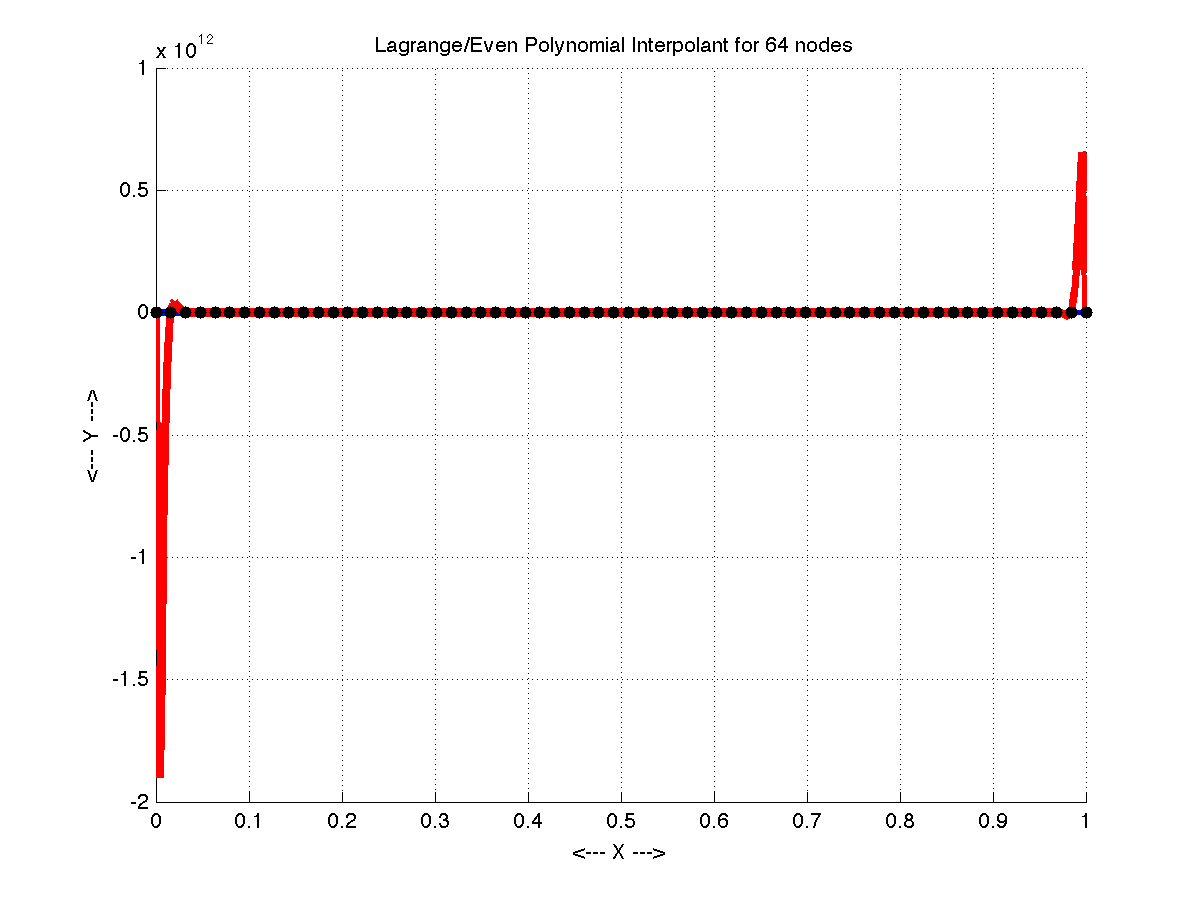 Lagrange/Even Polynomial Interpolant for 64 nodes
x 10^12
1
0.5
0
-0.5
-1
-1.5
-2
<--- Y --->
0 0.1 0.2 0.3 0.4 0.5 0.6 0.7 0.8 0.9 1
<--- X --->